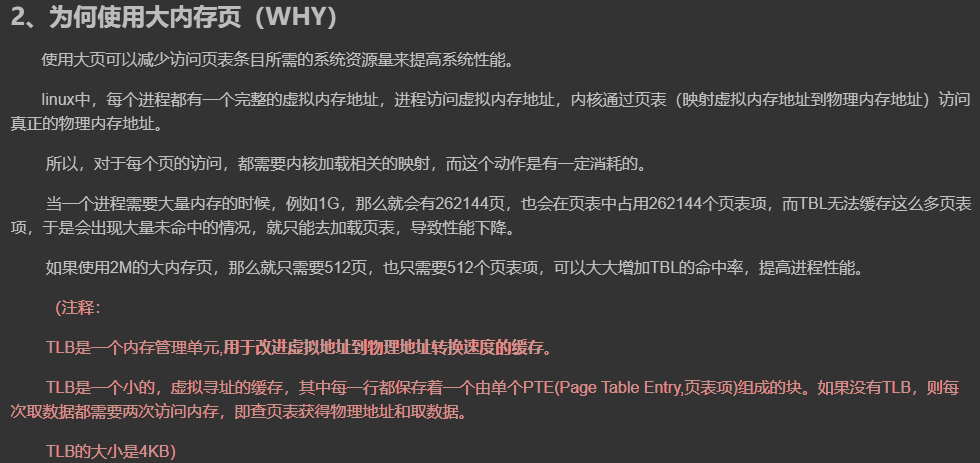 2、为何使用大内存页（WHY）
使用大页可以减少访问页表条目所需的系统资源量来提高系统性能。
linux中，每个进程都有一个完整的虚拟内存地址，进程访问虚拟内存地址，内核通过页表（映射虚拟内存地址到物理内存地址）访问
真正的物理内存地址。
所以，对于每个页的访问，都需要内核加载相关的映射，而这个动作是有一定消耗的。
当一个进程需要大量内存的时候，例如1G，那么就会有262144页，也会在页表中占用262144个页表项，而TBL无法缓存这么多页表
项，于是会出现大量未命中的情况，就只能去加载页表，导致性能下降。
如果使用2M的大内存页，那么就只需要512页，也只需要512个页表项，可以大大增加TBL的命中率，提高进程性能。
（注释：
TLB是一个内存管理单元,用于改进虚拟地址到物理地址转换速度的缓存。
TLB是一个小的，虚拟寻址的缓存，其中每一行都保存着一个由单个PTE(Page Table Entry,页表项)组成的块。如果没有TLB，则每
次取数据都需要两次访问内存，即查页表获得物理地址和取数据。
TLB的大小是4KB）